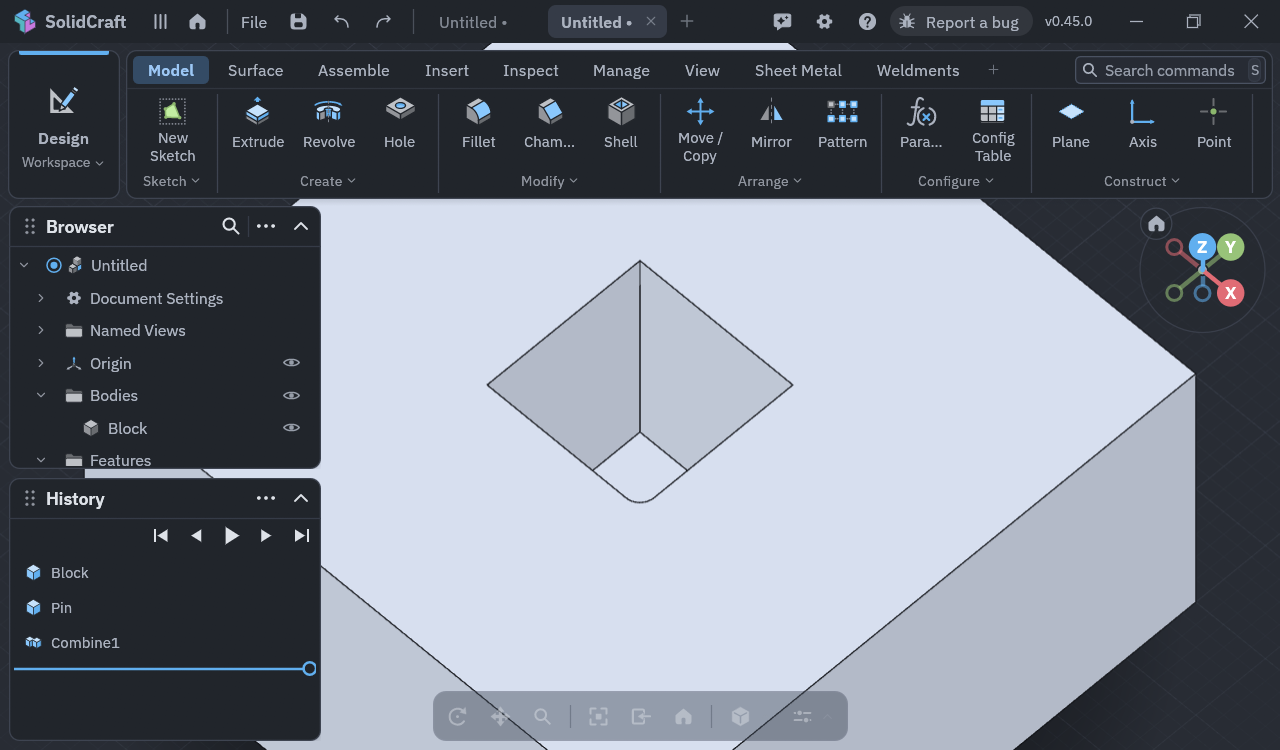 SolidCraft
File
Untitled •
Untitled •
Report a bug
v0.45.0
Design
Workspace
Model
Surface
Assemble
Insert
Inspect
Manage
View
Sheet Metal
Weldments
Search commands
S
New
Sketch
Extrude
Revolve
Hole
Fillet
Cham...
Shell
Move /
Copy
Mirror
Pattern
Para...
Config
Table
Plane
Axis
Point
Sketch
Create
Modify
Arrange
Configure
Construct
Browser
Untitled
Document Settings
Named Views
Origin
Bodies
Block
Features
History
Block
Pin
Combine1
Z
Y
X